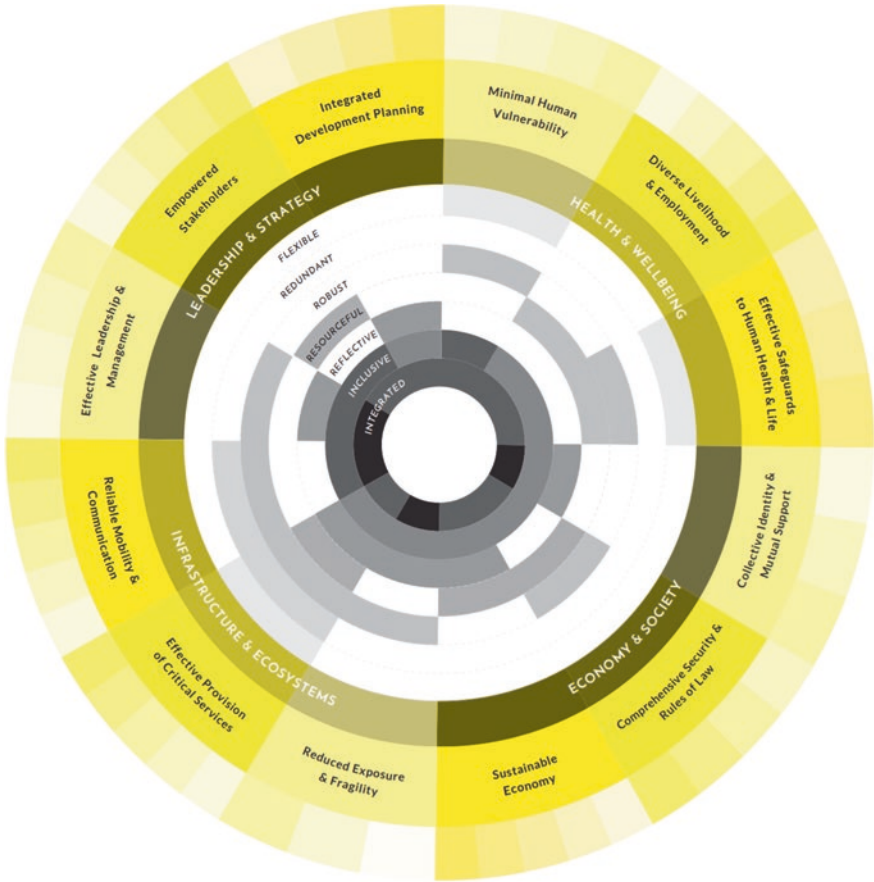 Integrated
Development Planning
Minimal Human
Vulnerability
Diverse Livelihood
& Employment
Effective Safeguards
to Human Health & Life
Collective Identity &
Mutual Support
Comprehensive Security &
Rules of Law
Sustainable
Economy
Reduced Exposure
& Fragility
Effective Provision
of Critical Services
Reliable Mobility &
Communication
Effective Leadership &
Management
Empowered
Stakeholders
LEADERSHIP & STRATEGY
HEALTH & WELLBEING
ECONOMY & SOCIETY
INFRASTRUCTURE & ECOSYSTEMS
FLEXIBLE
REDUNDANT
ROBUST
RESOURCEFUL
REFLECTIVE
INCLUSIVE
INTEGRATED